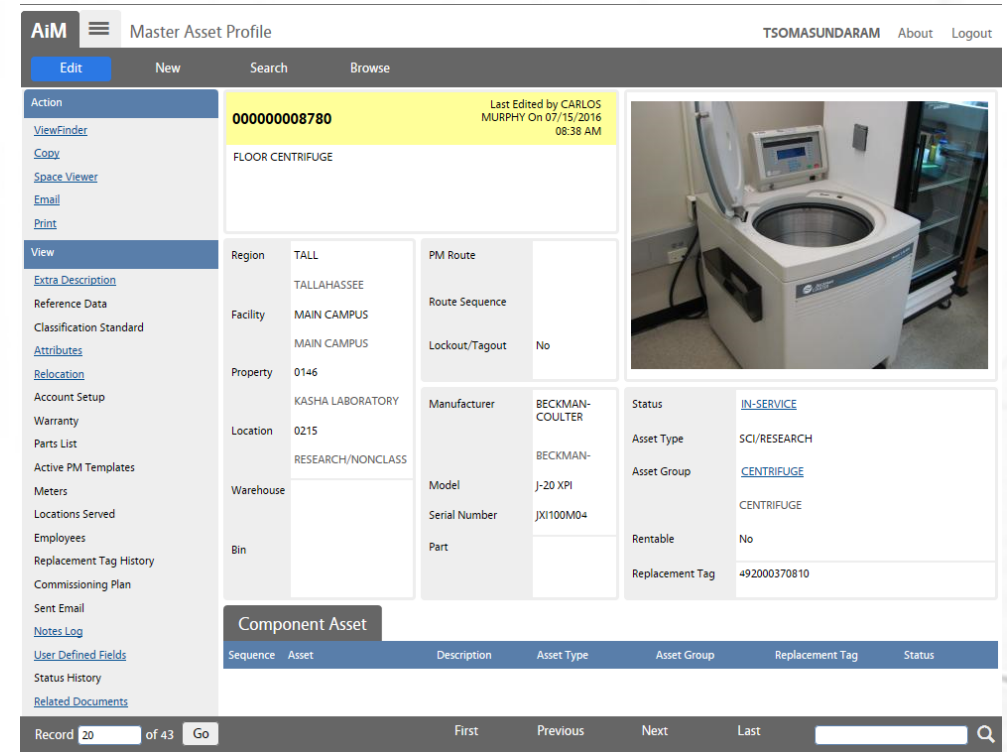 AiM Master Asset Profile TSOMASUNDARAM About Logout
Edit New Search Browse
Action
ViewFinder
Copy
Space Viewer
Email
Print
View
Extra Description
Reference Data
Classification Standard
Attributes
Relocation
Account Setup
Warranty
Parts List
Active PM Templates
Meters
Locations Served
Employees
Replacement Tag History
Commissioning Plan
Sent Email
Notes Log
User Defined Fields
Status History
Related Documents
000000008780
Last Edited by CARLOS
MURPHY On 07/15/2016
08:38 AM
FLOOR CENTRIFUGE
Region TALL
TALLAHASSEE
Facility MAIN CAMPUS
MAIN CAMPUS
Property 0146
KASHA LABORATORY
Location 0215
RESEARCH/NONCLASS
Warehouse
Bin
PM Route
Route Sequence
Lockout/Tagout No
Manufacturer BECKMAN-
COULTER
BECKMAN-
Model J-20 XPI
Serial Number JXI100M04
Part
Status IN-SERVICE
Asset Type SCI/RESEARCH
Asset Group CENTRIFUGE
CENTRIFUGE
Rentable No
Replacement Tag 492000370810
Component Asset
Sequence Asset Description Asset Type Asset Group Replacement Tag Status
Record 20 of 43 Go First Previous Next Last